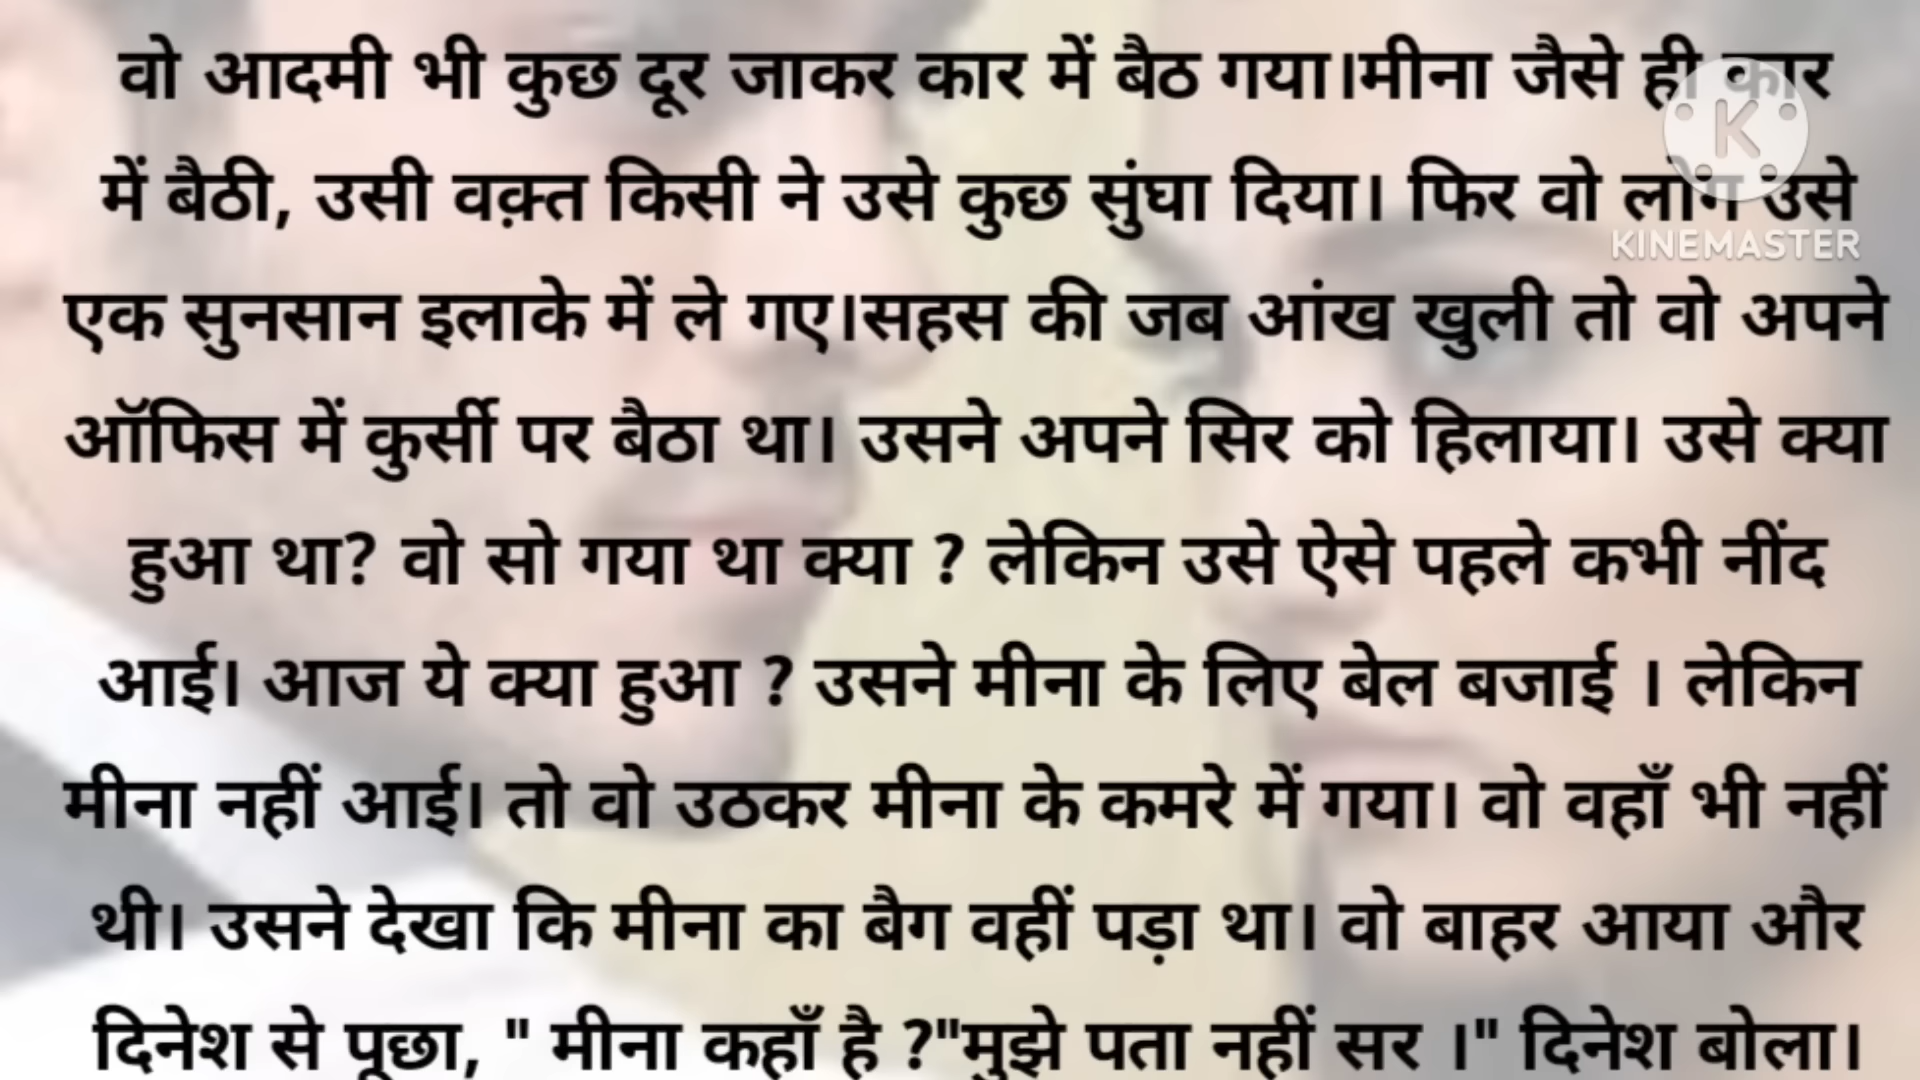 वो आदमी भी कुछ दूर जाकर कार में बैठ गया।मीना जैसे ही कार
में बैठी, उसी वक़्त किसी ने उसे कुछ सुंघा दिया। फिर वो लोग उसे
KINEMASTER
एक सुनसान इलाके में ले गए।सहस की जब आंख खुली तो वो अपने
ऑफिस में कुर्सी पर बैठा था। उसने अपने सिर को हिलाया। उसे क्या
हुआ था? वो सो गया था क्या ? लेकिन उसे ऐसे पहले कभी नींद
आई। आज ये क्या हुआ ? उसने मीना के लिए बेल बजाई । लेकिन
मीना नहीं आई। तो वो उठकर मीना के कमरे में गया। वो वहाँ भी नहीं
थी। उसने देखा कि मीना का बैग वहीं पड़ा था। वो बाहर आया और
दिनेश से पूछा, " मीना कहाँ है ?"मुझे पता नहीं सर ।" दिनेश बोला।